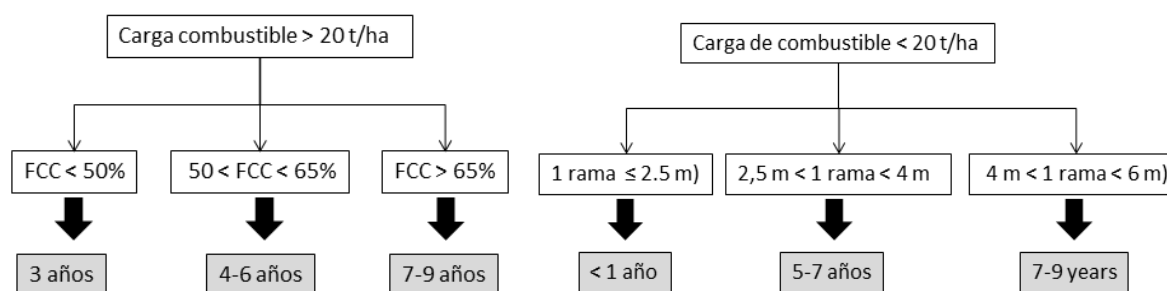 Carga combustible > 20 t/ha
FCC < 50%
50 < FCC < 65%
FCC > 65%
3 años
4-6 años
7-9 años
Carga de combustible < 20 t/ha
1 rama ≤ 2.5 m)
2,5 m < 1 rama < 4 m
4 m < 1 rama < 6 m)
< 1 año
5-7 años
7-9 years